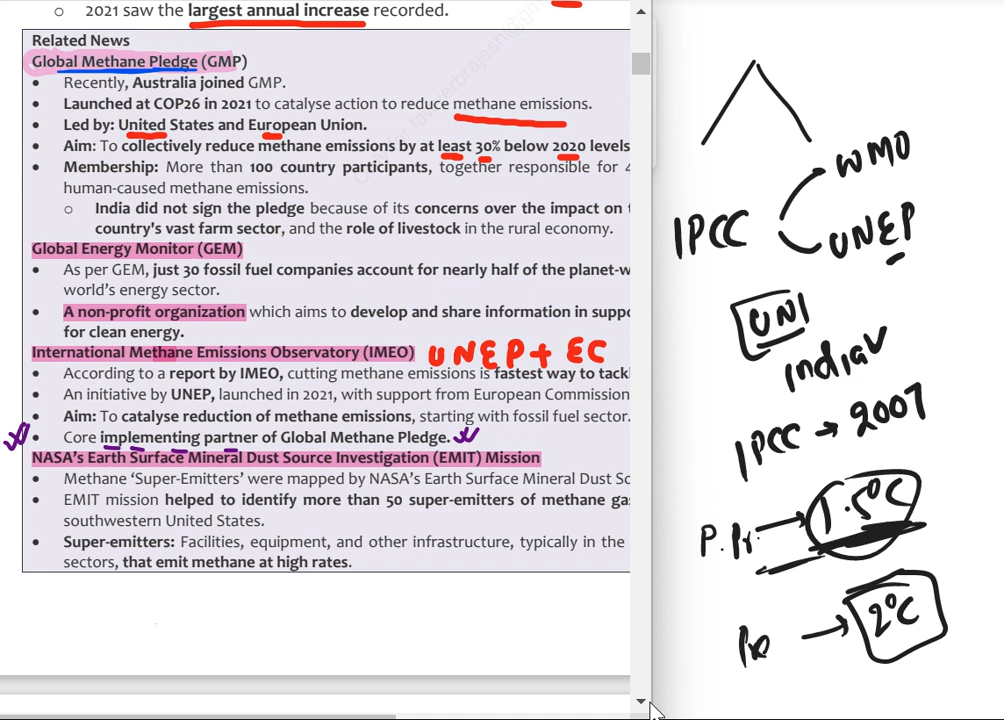 ○ 2021 saw the largest annual increase recorded.
Related News
Global Methane Pledge (GMP)
• Recently, Australia joined GMP.
• Launched at COP26 in 2021 to catalyse action to reduce methane emissions.
• Led by: United States and European Union.
• Aim: To collectively reduce methane emissions by at least 30% below 2020 levels
• Membership: More than 100 country participants, together responsible for
human-caused methane emissions.
○ India did not sign the pledge because of its concerns over the impact on
country's vast farm sector, and the role of livestock in the rural economy.
Global Energy Monitor (GEM)
• As per GEM, just 30 fossil fuel companies account for nearly half of the planet-w
world's energy sector.
• A non-profit organization which aims to develop and share information in suppo
for clean energy.
International Methane Emissions Observatory (IMEO) UNEP + EC
• According to a report by IMEO, cutting methane emissions is fastest way to tackl
• An initiative by UNEP, launched in 2021, with support from European Commission
• Aim: To catalyse reduction of methane emissions, starting with fossil fuel sector.
• Core implementing partner of Global Methane Pledge.
NASA's Earth Surface Mineral Dust Source Investigation (EMIT) Mission
• Methane 'Super-Emitters' were mapped by NASA's Earth Surface Mineral Dust So
• EMIT mission helped to identify more than 50 super-emitters of methane ga
southwestern United States.
• Super-emitters: Facilities, equipment, and other infrastructure, typically in the
sectors, that emit methane at high rates.
WMO
IPCC
UNEP
UNI
IPCC → 2007
P. Pr. → 1.5°C
→ 2°C